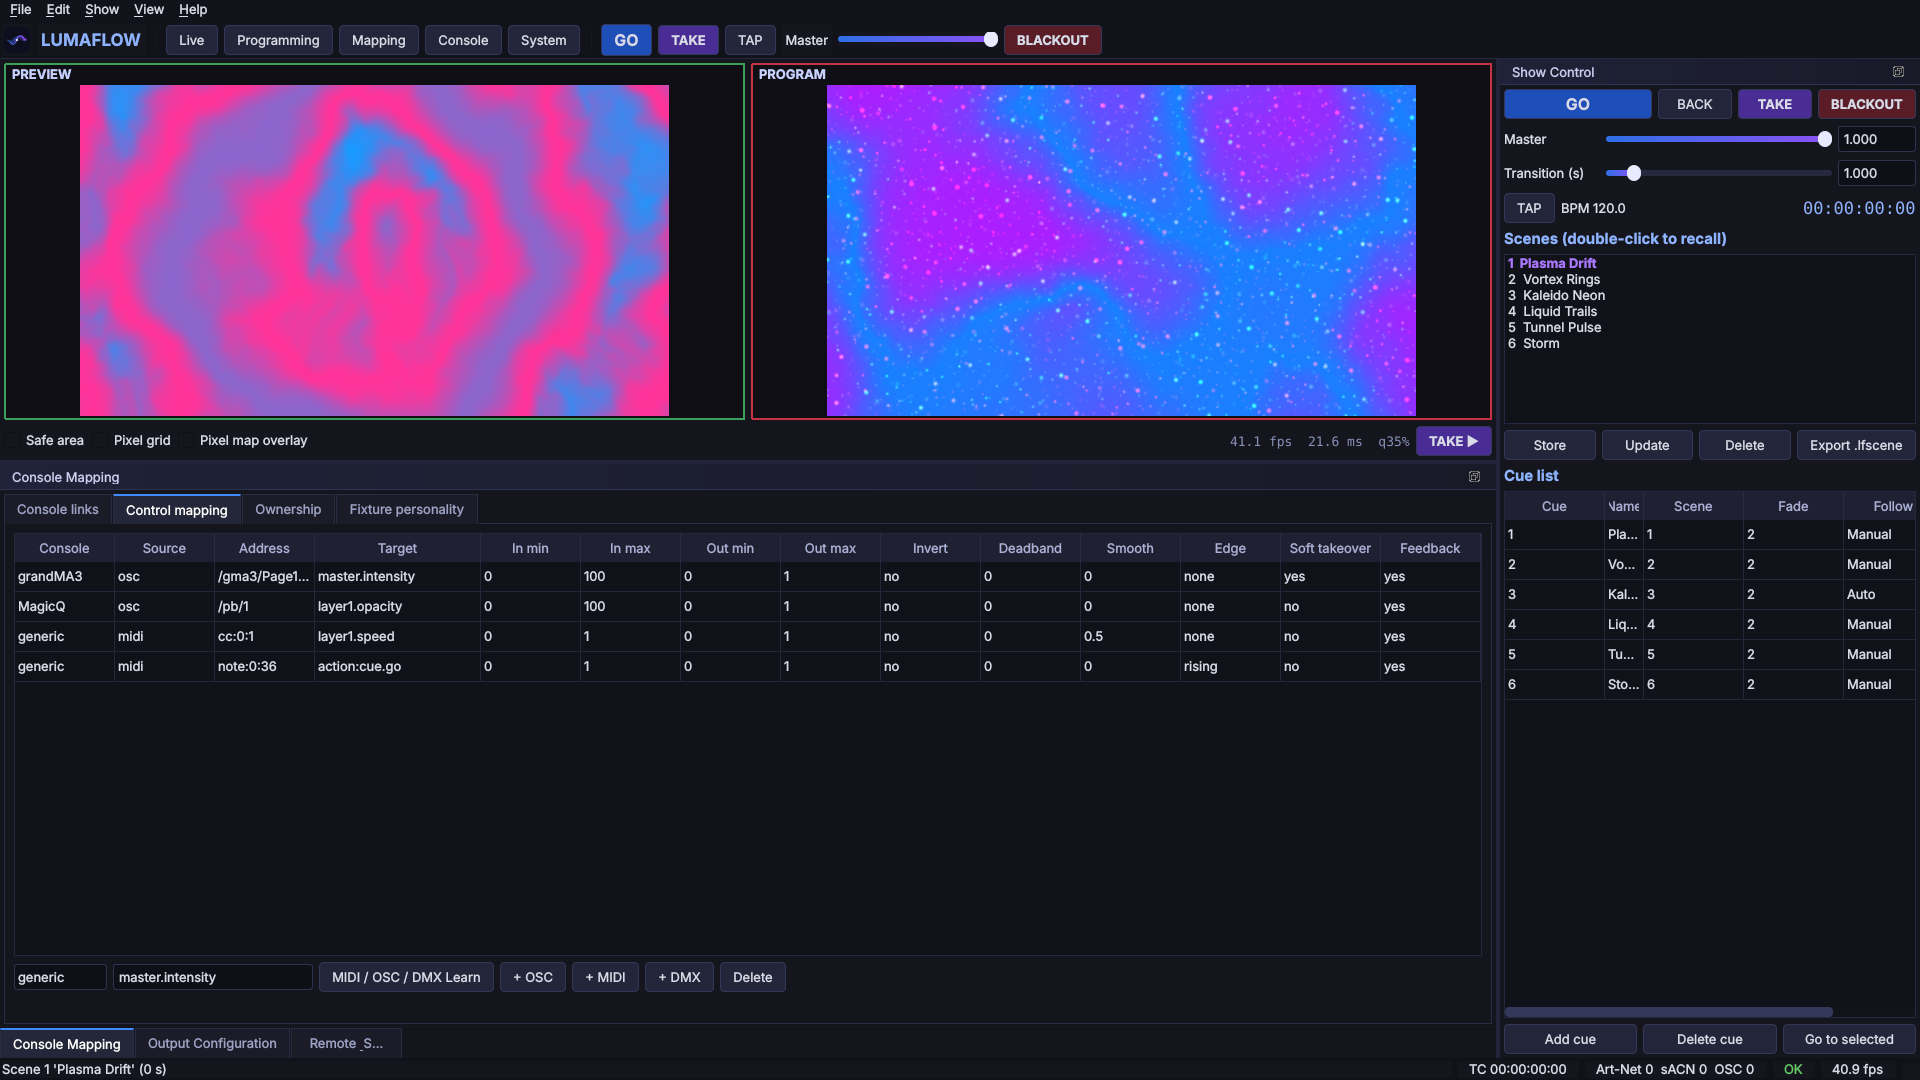 File Edit Show View Help
LUMAFLOW Live Programming Mapping Console System GO TAKE TAP Master BLACKOUT
PREVIEW
PROGRAM
Safe area Pixel grid Pixel map overlay 41.1 fps 21.6 ms q35% TAKE
Console Mapping
Console links Control mapping Ownership Fixture personality
Console Source Address Target In min In max Out min Out max Invert Deadband Smooth Edge Soft takeover Feedback
grandMA3 osc /gma3/Page1... master.intensity 0 100 0 1 no 0 0 none yes yes
MagicQ osc /pb/1 layer1.opacity 0 100 0 1 no 0 0 none no yes
generic midi cc:0:1 layer1.speed 0 1 0 1 no 0 0.5 none no yes
generic midi note:0:36 action:cue.go 0 1 0 1 no 0 0 rising no yes
generic master.intensity MIDI / OSC / DMX Learn + OSC + MIDI + DMX Delete
Console Mapping Output Configuration Remote _S...
Show Control
GO BACK TAKE BLACKOUT
Master 1.000
Transition (s) 1.000
TAP BPM 120.0 00:00:00:00
Scenes (double-click to recall)
1 Plasma Drift
2 Vortex Rings
3 Kaleido Neon
4 Liquid Trails
5 Tunnel Pulse
6 Storm
Store Update Delete Export .lfscene
Cue list
Cue Name Scene Fade Follow
1 Pla... 1 2 Manual
2 Vo... 2 2 Manual
3 Kal... 3 2 Auto
4 Liq... 4 2 Manual
5 Tu... 5 2 Manual
6 Sto... 6 2 Manual
Add cue Delete cue Go to selected
Scene 1 'Plasma Drift' (0 s) TC 00:00:00:00 Art-Net 0 sACN 0 OSC 0 OK 40.9 fps